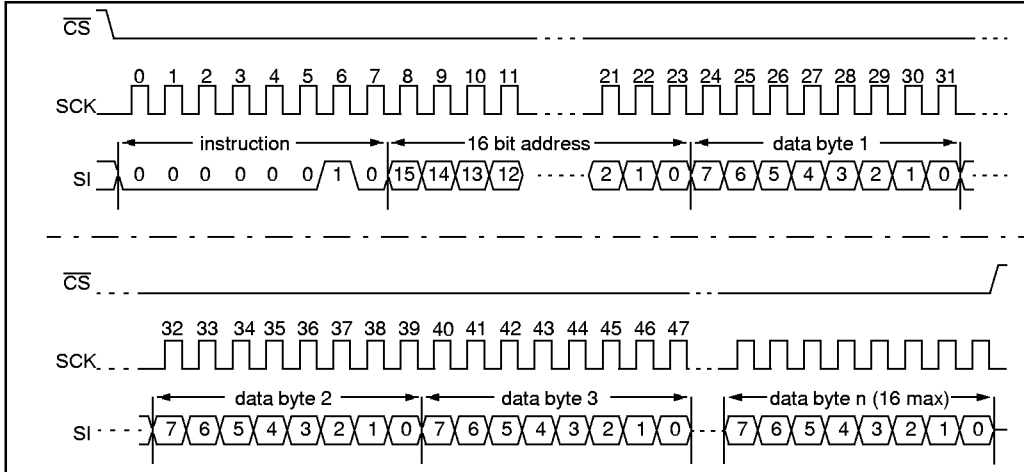 CS
0 1 2 3 4 5 6 7 8 9 10 11 21 22 23 24 25 26 27 28 29 30 31
SCK
instruction 16 bit address data byte 1
SI 0 0 0 0 0 0 1 0 15 14 13 12 2 1 0 7 6 5 4 3 2 1 0
CS
32 33 34 35 36 37 38 39 40 41 42 43 44 45 46 47
SCK
data byte 2 data byte 3 data byte n (16 max)
SI 7 6 5 4 3 2 1 0 7 6 5 4 3 2 1 0 7 6 5 4 3 2 1 0